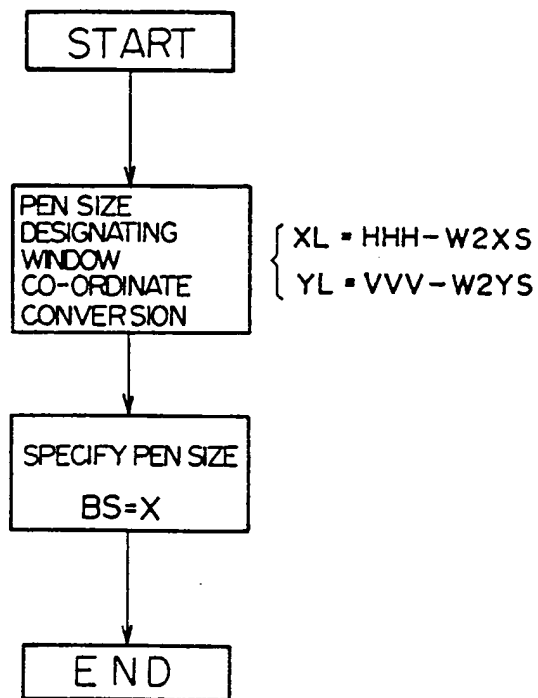 START
PEN SIZE
DESIGNATING
WINDOW
CO-ORDINATE
CONVERSION
XL = HHH-W2XS
YL = VVV-W2YS
SPECIFY PEN SIZE
BS=X
END